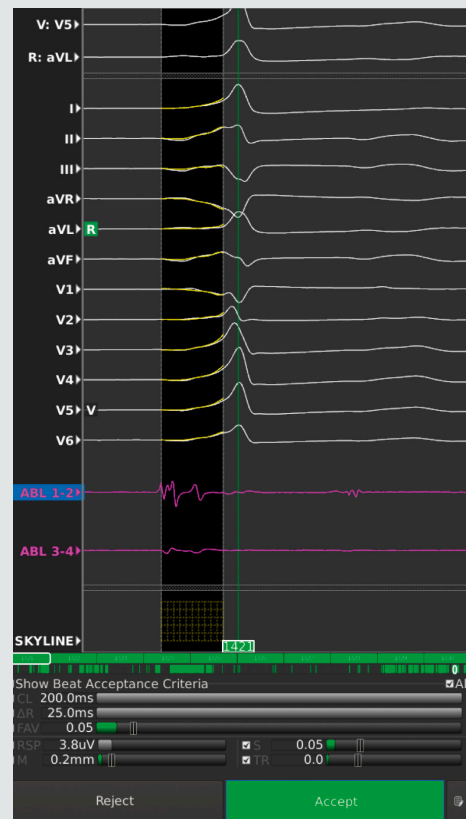 V: V5
R: aVL
I
II
III
aVR
aVL R
aVF
V1
V2
V3
V4
V5 V
V6
ABL 1-2
ABL 3-4
SKYLINE
1421
Show Beat Acceptance Criteria
CL 200.0ms
ΔR 25.0ms
FAV 0.05
RSP 3.8uV S 0.05
M 0.2mm TR 0.0
Reject Accept